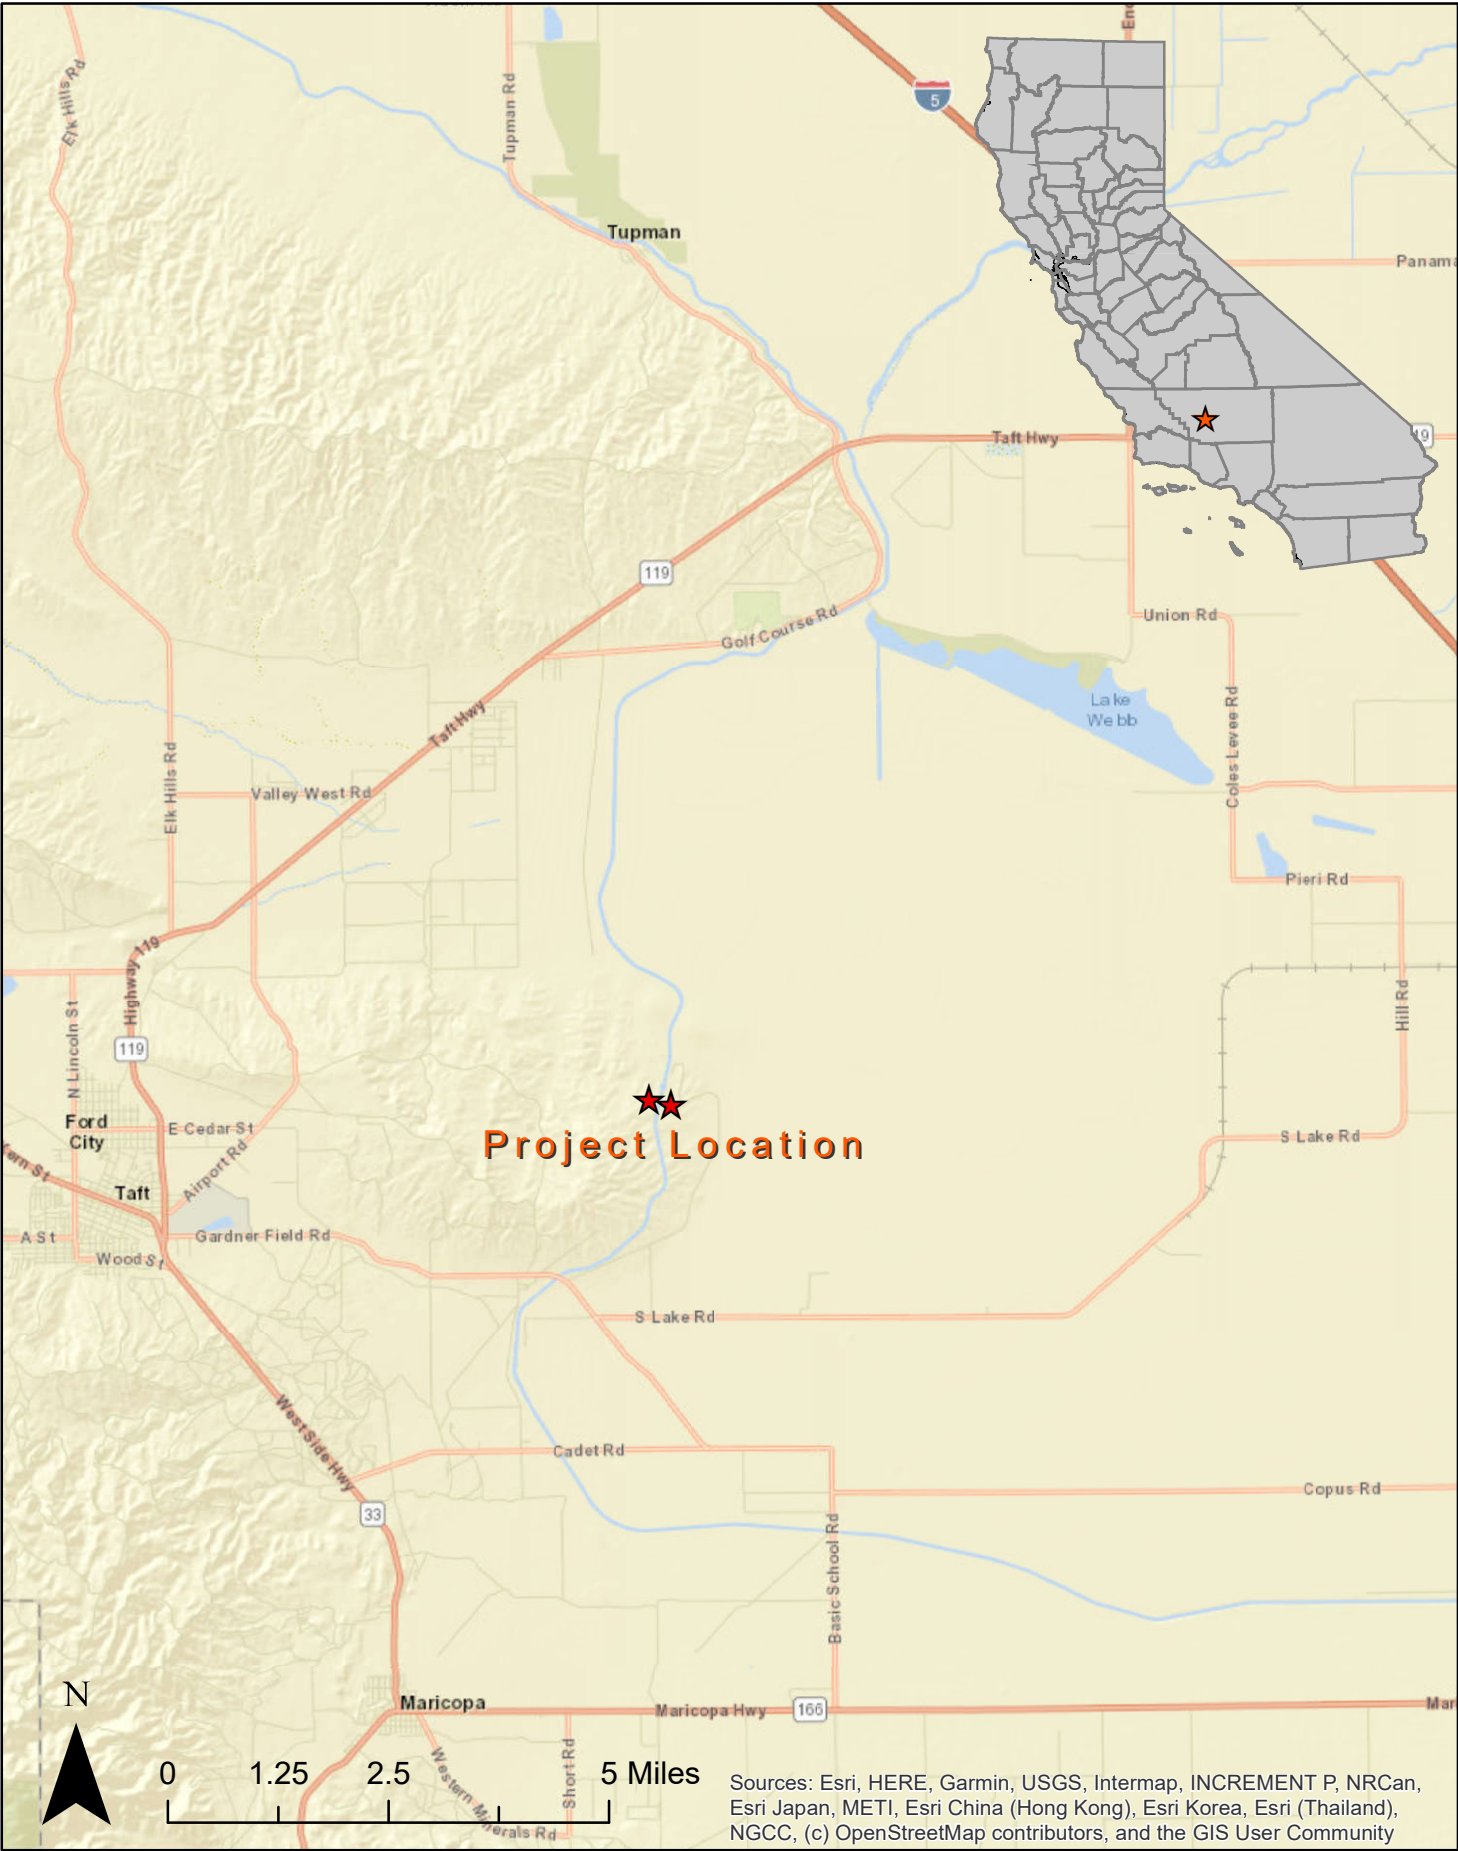 Elk Hills Rd
Tupman Rd
5
Tupman
Panama
Taft Hwy
119
Golf Course Rd
Union Rd
Lake
Webb
Coles Levee Rd
Taft Hwy
Elk Hills Rd
Valley West Rd
Pieri Rd
Highway 119
Hill Rd
N Lincoln St
119
Ford
City
E Cedar St
Project Location
S Lake Rd
Kern St
Taft
Airport Rd
A St
Gardner Field Rd
Wood St
S Lake Rd
West Side Hwy
Cadet Rd
Copus Rd
33
Basic School Rd
N
Maricopa
Maricopa Hwy
166
Mar
Western Minerals Rd
Short Rd
0 1.25 2.5 5 Miles
Sources: Esri, HERE, Garmin, USGS, Intermap, INCREMENT P, NRCan,
Esri Japan, METI, Esri China (Hong Kong), Esri Korea, Esri (Thailand),
NGCC, (c) OpenStreetMap contributors, and the GIS User Community